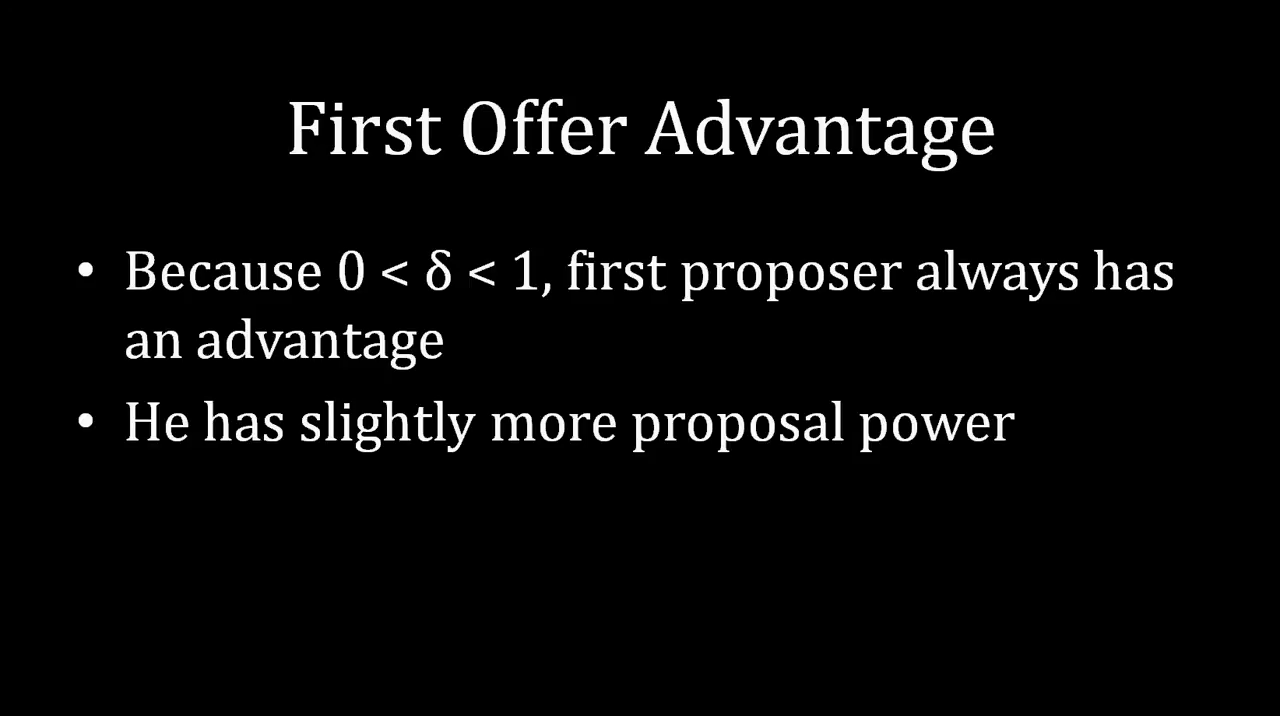 First Offer Advantage
• Because 0 < δ < 1, first proposer always has
an advantage
• He has slightly more proposal power